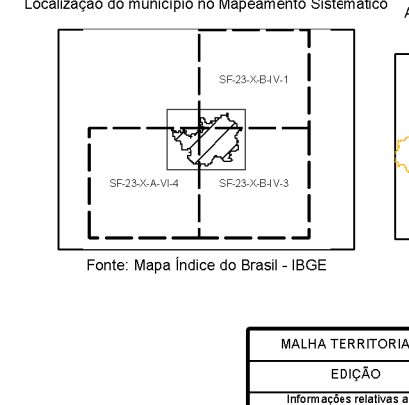 Localização do município no Mapeamento Sistemático
SF-23-X-B-IV-1
SF-23-X-A-VI-4
SF-23-X-B-IV-3
Fonte: Mapa Índice do Brasil - IBGE
MALHA TERRITORIA
EDIÇÃO
Informações relativas a